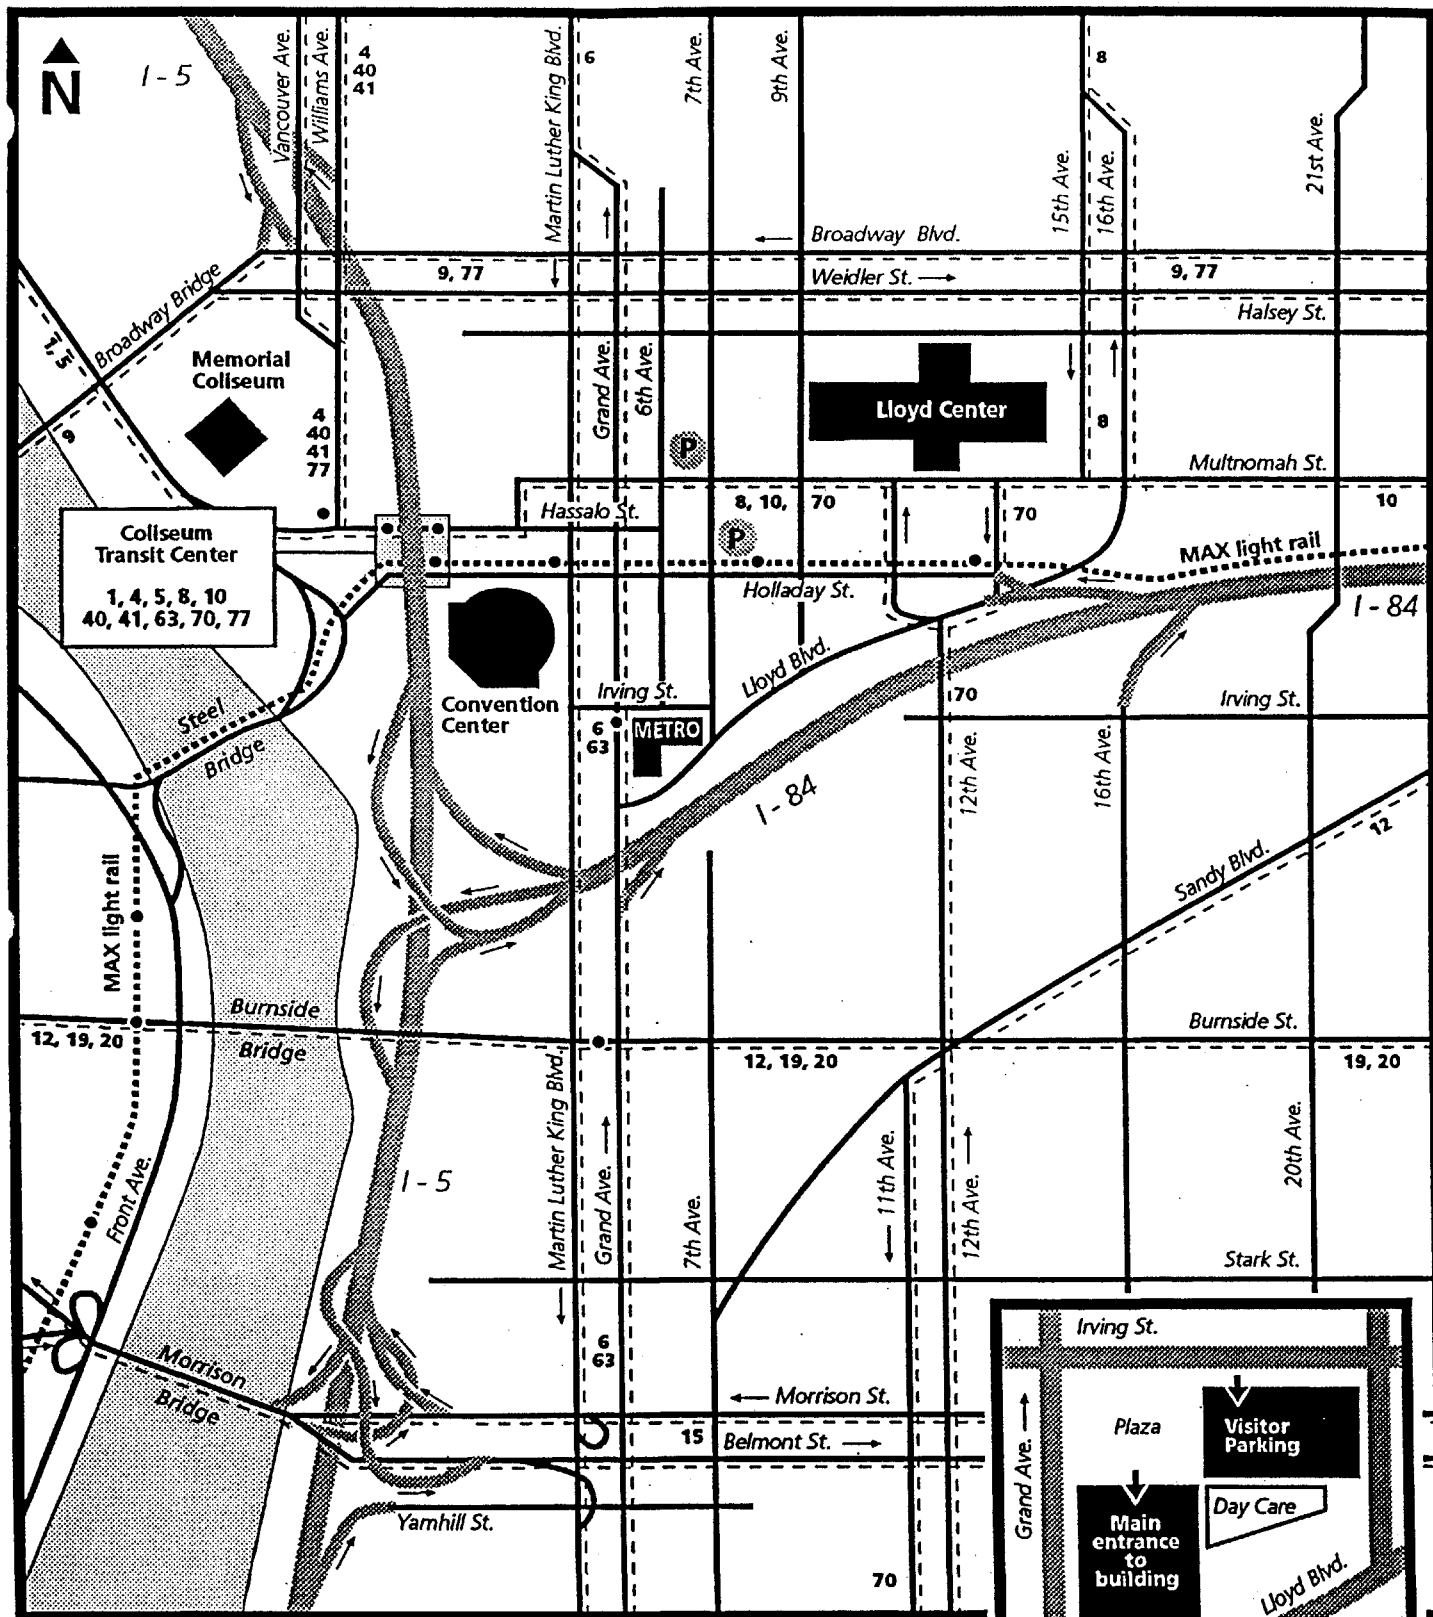 N
I - 5
Vancouver Ave.
Williams Ave.
4
40
41
Martin Luther King Blvd.
6
7th Ave.
9th Ave.
8
15th Ave.
16th Ave.
21st Ave.
Broadway Blvd.
9, 77
Weidler St.
9, 77
Halsey St.
Broadway Bridge
1, 5
9
Memorial
Coliseum
4
40
41
77
Grand Ave.
6th Ave.
P
Lloyd Center
8
Multnomah St.
Hassalo St.
8, 10, 70
70
10
P
MAX light rail
Coliseum
Transit Center
1, 4, 5, 8, 10
40, 41, 63, 70, 77
Holladay St.
I - 84
Lloyd Blvd.
Convention
Center
Irving St.
6
63
METRO
70
Irving St.
Steel
Bridge
12th Ave.
16th Ave.
I - 84
12
Sandy Blvd.
MAX light rail
Burnside
Bridge
12, 19, 20
Burnside St.
12, 19, 20
19, 20
Martin Luther King Blvd.
Grand Ave.
7th Ave.
11th Ave.
12th Ave.
20th Ave.
Front Ave.
I - 5
Stark St.
6
63
Morrison
Bridge
Morrison St.
15
Belmont St.
Yamhill St.
70
Irving St.
Grand Ave.
Plaza
Visitor
Parking
Day Care
Main
entrance
to
building
Lloyd Blvd.